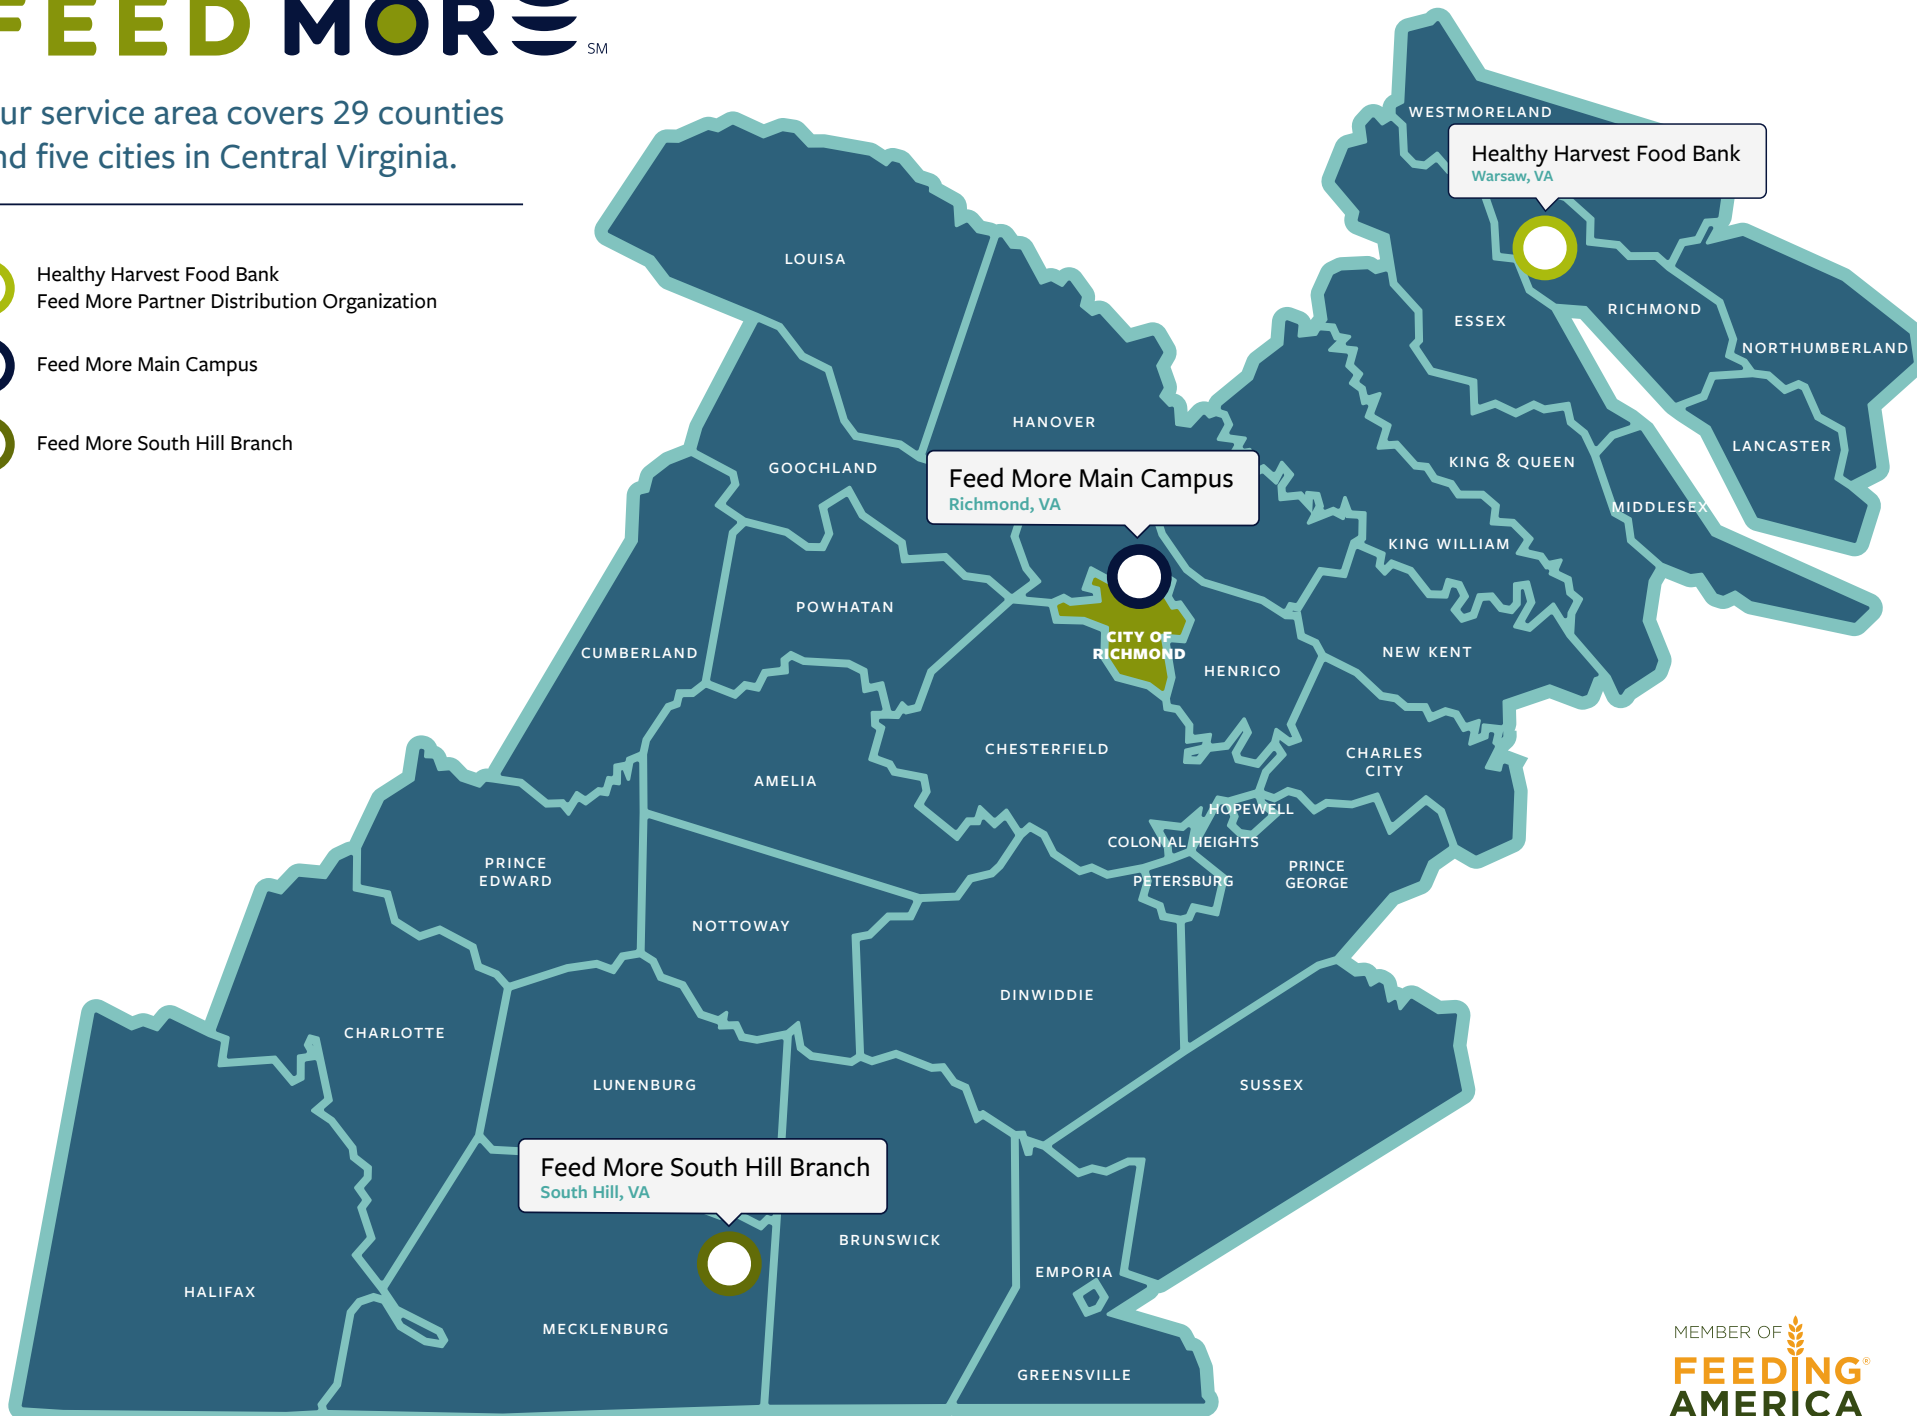 FEED MORE SM
ur service area covers 29 counties
nd five cities in Central Virginia.
Healthy Harvest Food Bank
Feed More Partner Distribution Organization
Feed More Main Campus
Feed More South Hill Branch
WESTMORELAND
Healthy Harvest Food Bank
Warsaw, VA
LOUISA
ESSEX
RICHMOND
NORTHUMBERLAND
HANOVER
LANCASTER
GOOCHLAND
KING & QUEEN
Feed More Main Campus
Richmond, VA
MIDDLESEX
KING WILLIAM
POWHATAN
CITY OF
RICHMOND
CUMBERLAND
HENRICO
NEW KENT
CHESTERFIELD
CHARLES
CITY
AMELIA
HOPEWELL
COLONIAL HEIGHTS
PRINCE
EDWARD
PRINCE
GEORGE
PETERSBURG
NOTTOWAY
DINWIDDIE
CHARLOTTE
LUNENBURG
SUSSEX
Feed More South Hill Branch
South Hill, VA
BRUNSWICK
EMPORIA
HALIFAX
MECKLENBURG
GREENSVILLE
MEMBER OF
FEEDING®
AMERICA